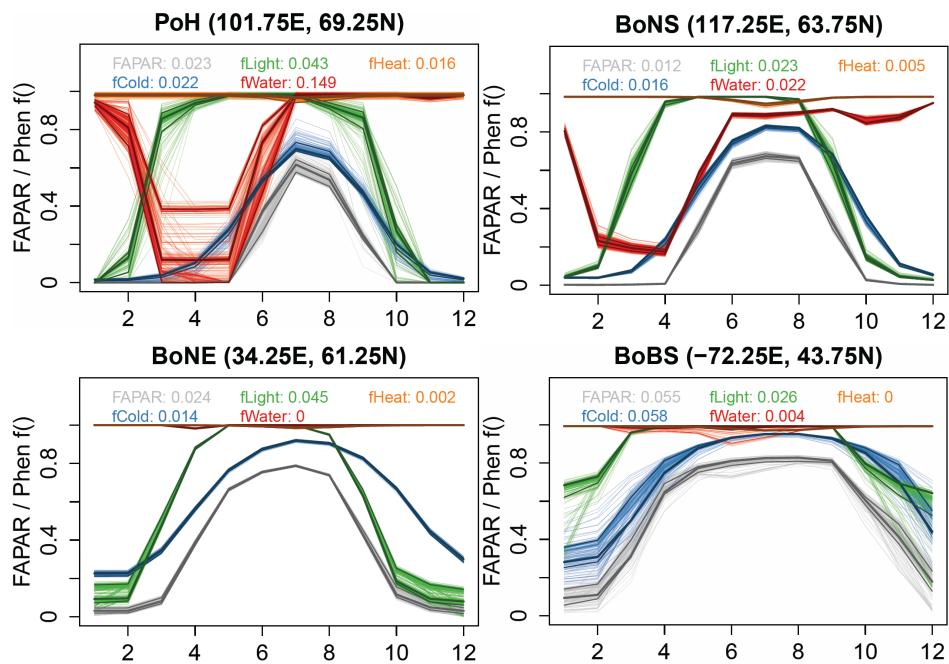 PoH (101.75E, 69.25N)
FAPAR: 0.023 fLight: 0.043 fHeat: 0.016
fCold: 0.022 fWater: 0.149
FAPAR / Phen f()
0.8
0.4
0
2 4 6 8 10 12
BoNS (117.25E, 63.75N)
FAPAR: 0.012 fLight: 0.023 fHeat: 0.005
fCold: 0.016 fWater: 0.022
FAPAR / Phen f()
0.8
0.4
0
2 4 6 8 10 12
BoNE (34.25E, 61.25N)
FAPAR: 0.024 fLight: 0.045 fHeat: 0.002
fCold: 0.014 fWater: 0
FAPAR / Phen f()
0.8
0.4
0
2 4 6 8 10 12
BoBS (−72.25E, 43.75N)
FAPAR: 0.055 fLight: 0.026 fHeat: 0
fCold: 0.058 fWater: 0.004
FAPAR / Phen f()
0.8
0.4
0
2 4 6 8 10 12